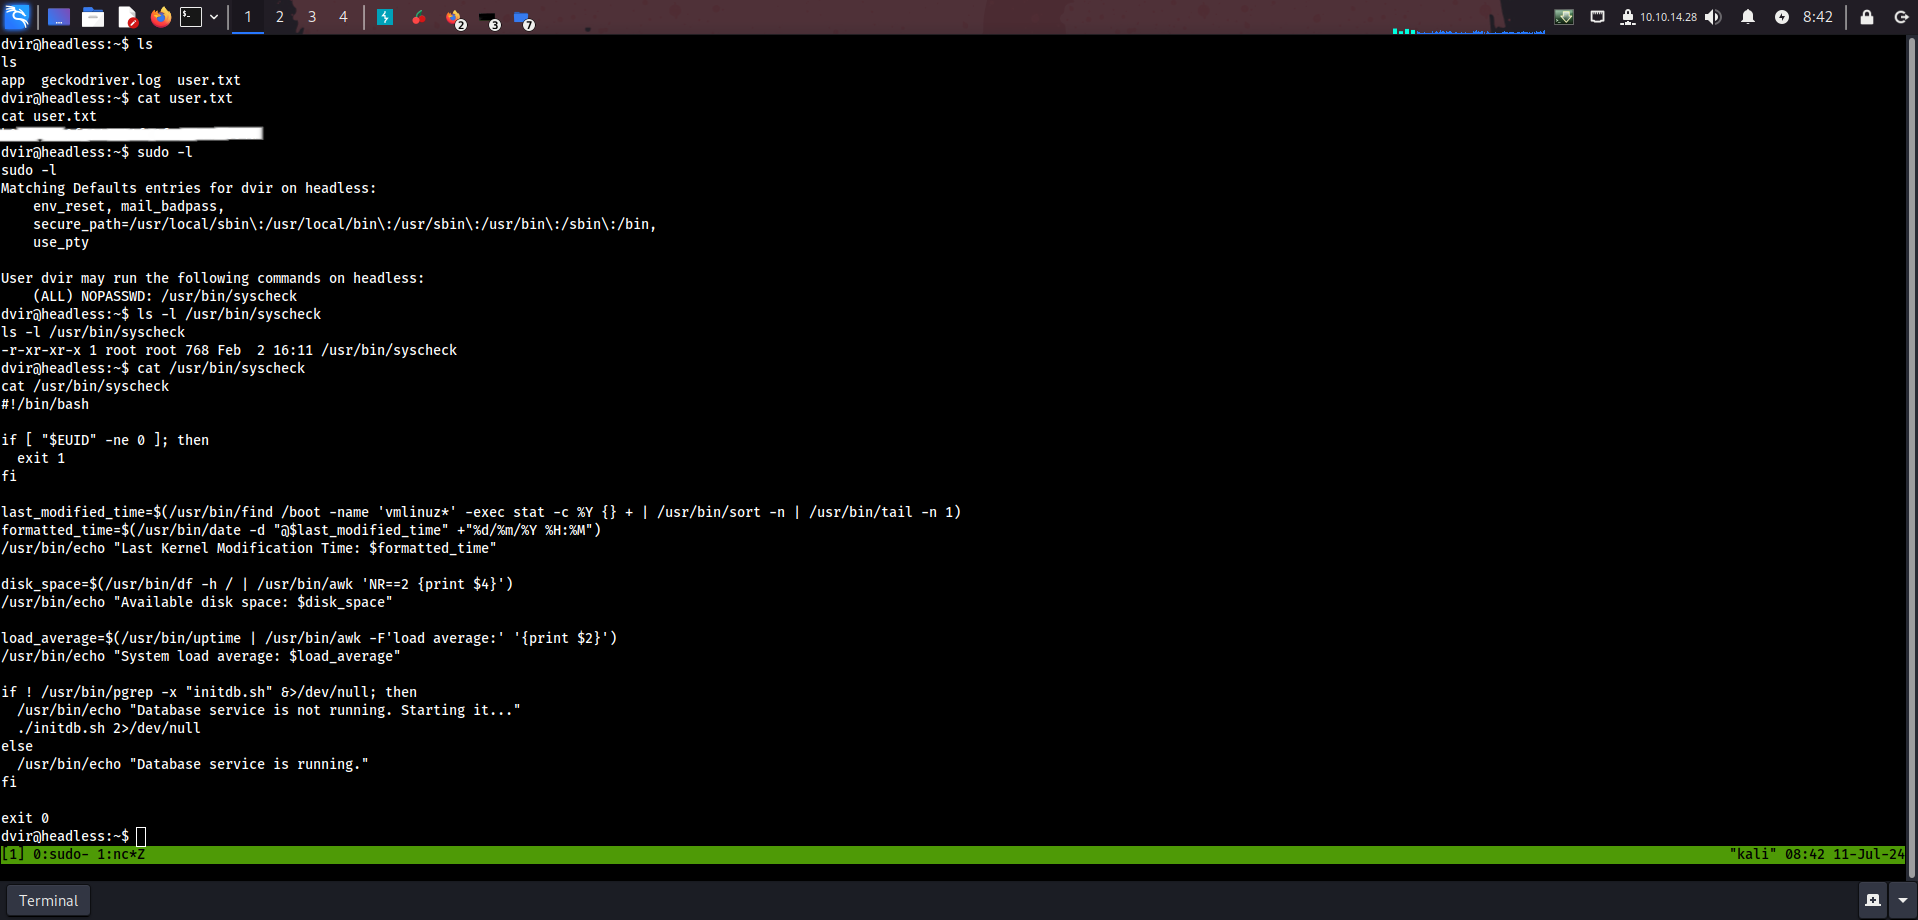 1 2 3 4 2 3 7 10.10.14.28 8:42
dvir@headless:~$ ls
ls
app  geckodriver.log  user.txt
dvir@headless:~$ cat user.txt
cat user.txt
dvir@headless:~$ sudo -l
sudo -l
Matching Defaults entries for dvir on headless:
    env_reset, mail_badpass,
    secure_path=/usr/local/sbin\:/usr/local/bin\:/usr/sbin\:/usr/bin\:/sbin\:/bin,
    use_pty
User dvir may run the following commands on headless:
    (ALL) NOPASSWD: /usr/bin/syscheck
dvir@headless:~$ ls -l /usr/bin/syscheck
ls -l /usr/bin/syscheck
-r-xr-xr-x 1 root root 768 Feb  2 16:11 /usr/bin/syscheck
dvir@headless:~$ cat /usr/bin/syscheck
cat /usr/bin/syscheck
#!/bin/bash
if [ "$EUID" -ne 0 ]; then
  exit 1
fi
last_modified_time=$(/usr/bin/find /boot -name 'vmlinuz*' -exec stat -c %Y {} + | /usr/bin/sort -n | /usr/bin/tail -n 1)
formatted_time=$(/usr/bin/date -d "@$last_modified_time" +"%d/%m/%Y %H:%M")
/usr/bin/echo "Last Kernel Modification Time: $formatted_time"
disk_space=$(/usr/bin/df -h / | /usr/bin/awk 'NR==2 {print $4}')
/usr/bin/echo "Available disk space: $disk_space"
load_average=$(/usr/bin/uptime | /usr/bin/awk -F'load average:' '{print $2}')
/usr/bin/echo "System load average: $load_average"
if ! /usr/bin/pgrep -x "initdb.sh" &>/dev/null; then
  /usr/bin/echo "Database service is not running. Starting it..."
  ./initdb.sh 2>/dev/null
else
  /usr/bin/echo "Database service is running."
fi
exit 0
dvir@headless:~$
[1] 0:sudo- 1:nc*Z "kali" 08:42 11-Jul-24
Terminal